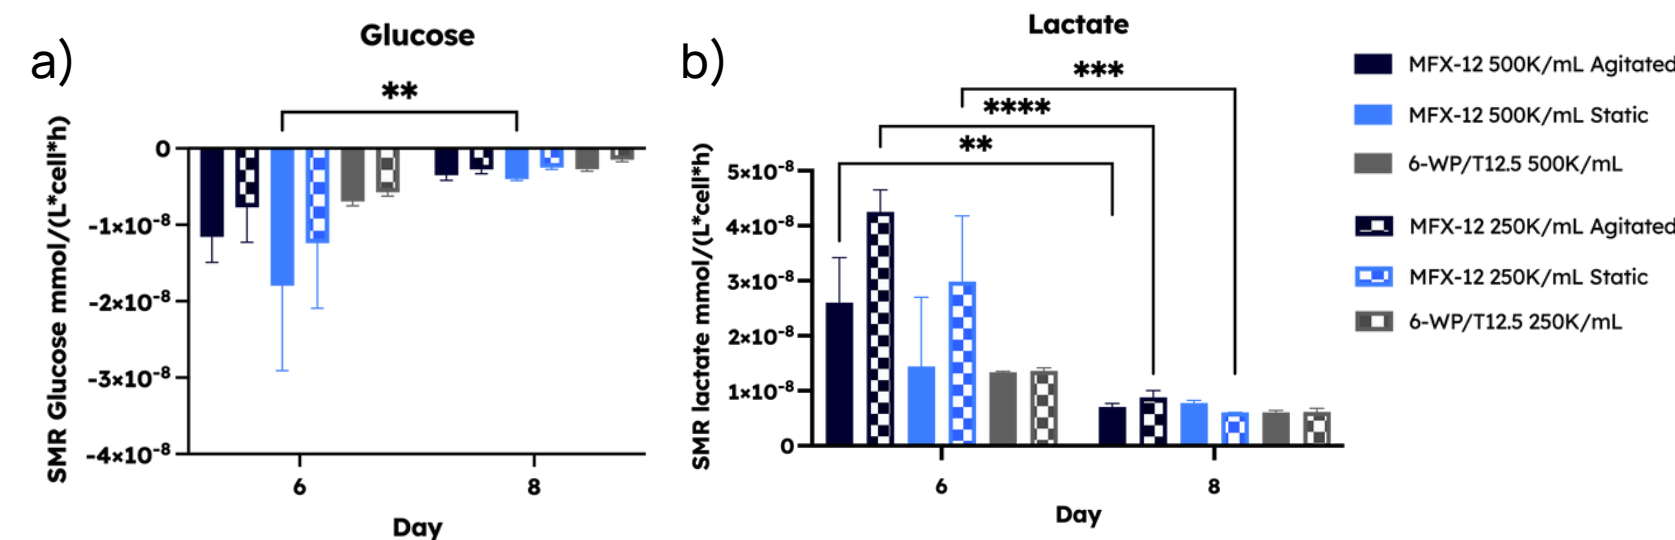 a)
Glucose
**
SMR Glucose mmol/(L*cell*h)
0
-1×10⁻⁸
-2×10⁻⁸
-3×10⁻⁸
-4×10⁻⁸
6
8
Day
b)
Lactate
***
****
**
SMR lactate mmol/(L*cell*h)
5×10⁻⁸
4×10⁻⁸
3×10⁻⁸
2×10⁻⁸
1×10⁻⁸
0
6
8
Day
MFX-12 500K/mL Agitated
MFX-12 500K/mL Static
6-WP/T12.5 500K/mL
MFX-12 250K/mL Agitated
MFX-12 250K/mL Static
6-WP/T12.5 250K/mL